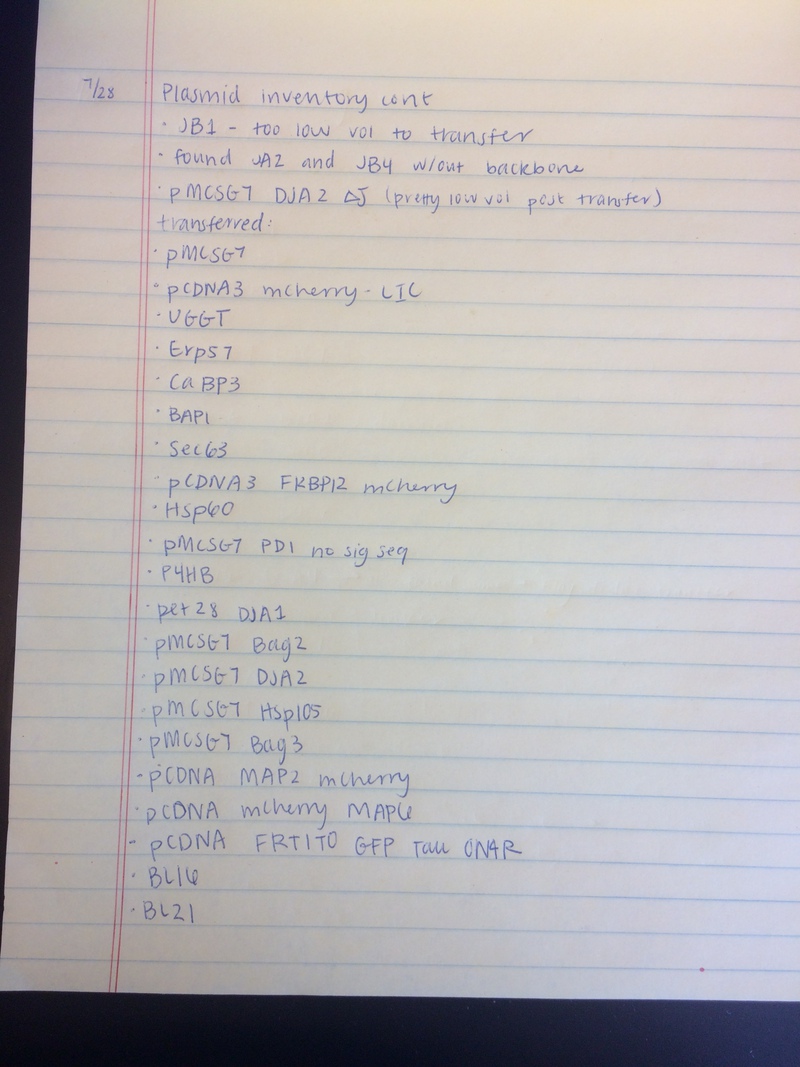 7/28 Plasmid inventory cont
· JB1 - too low vol to transfer
· found JA2 and JB4 w/out backbone
· pMCSG7 DJA2 ΔJ (pretty low vol post transfer)
transferred:
· pMCSG7
· pCDNA3 mcherry - LIC
· UGGT
· Erp57
· CaBP3
· BAP1
· Sec63
· pCDNA3 FKBP12 mcherry
· Hsp60
· pMCSG7 PDI no sig seq
· P4HB
· pet28 DJA1
· pMCSG7 Bag2
· pMCSG7 DJA2
· pMCSG7 Hsp105
· pMCSG7 Bag3
· pCDNA MAP2 mcherry
· pCDNA mcherry MAP6
· pCDNA FRT1TO GFP Tau 0N4R
· BL16
· BL21